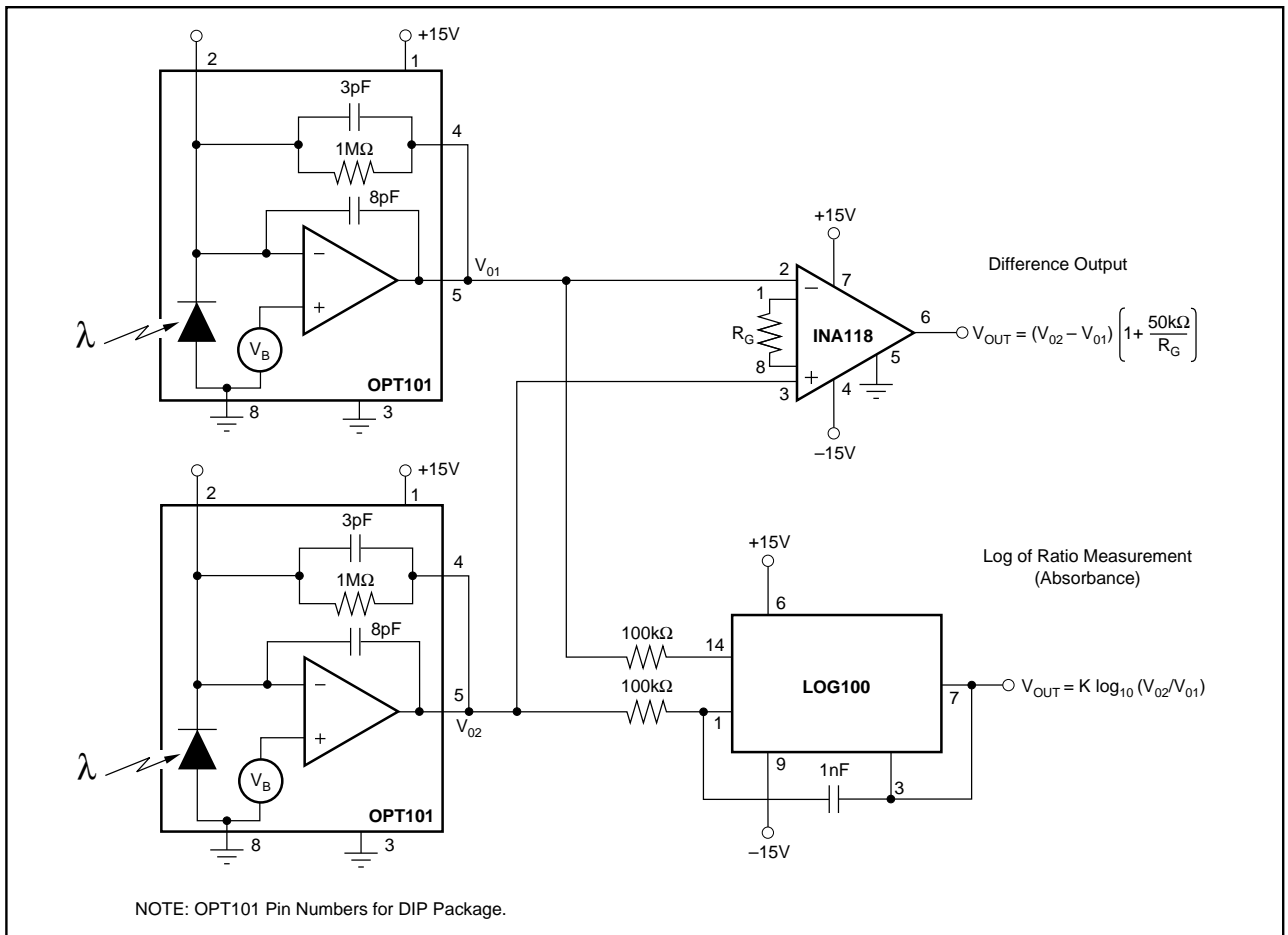 2
+15V
1
3pF
4
1MΩ
8pF
–
+
V01
5
λ
VB
OPT101
8
3
+15V
2
7
Difference Output
1
–
RG
INA118
6
VOUT = (V02 – V01) [1+ 50kΩ/RG]
8
+
5
3
4
–15V
2
+15V
1
3pF
4
1MΩ
8pF
–
+
5
V02
λ
VB
OPT101
8
3
+15V
6
Log of Ratio Measurement
(Absorbance)
100kΩ
14
100kΩ
LOG100
7
VOUT = K log10 (V02/V01)
1
9
1nF
3
–15V
NOTE: OPT101 Pin Numbers for DIP Package.